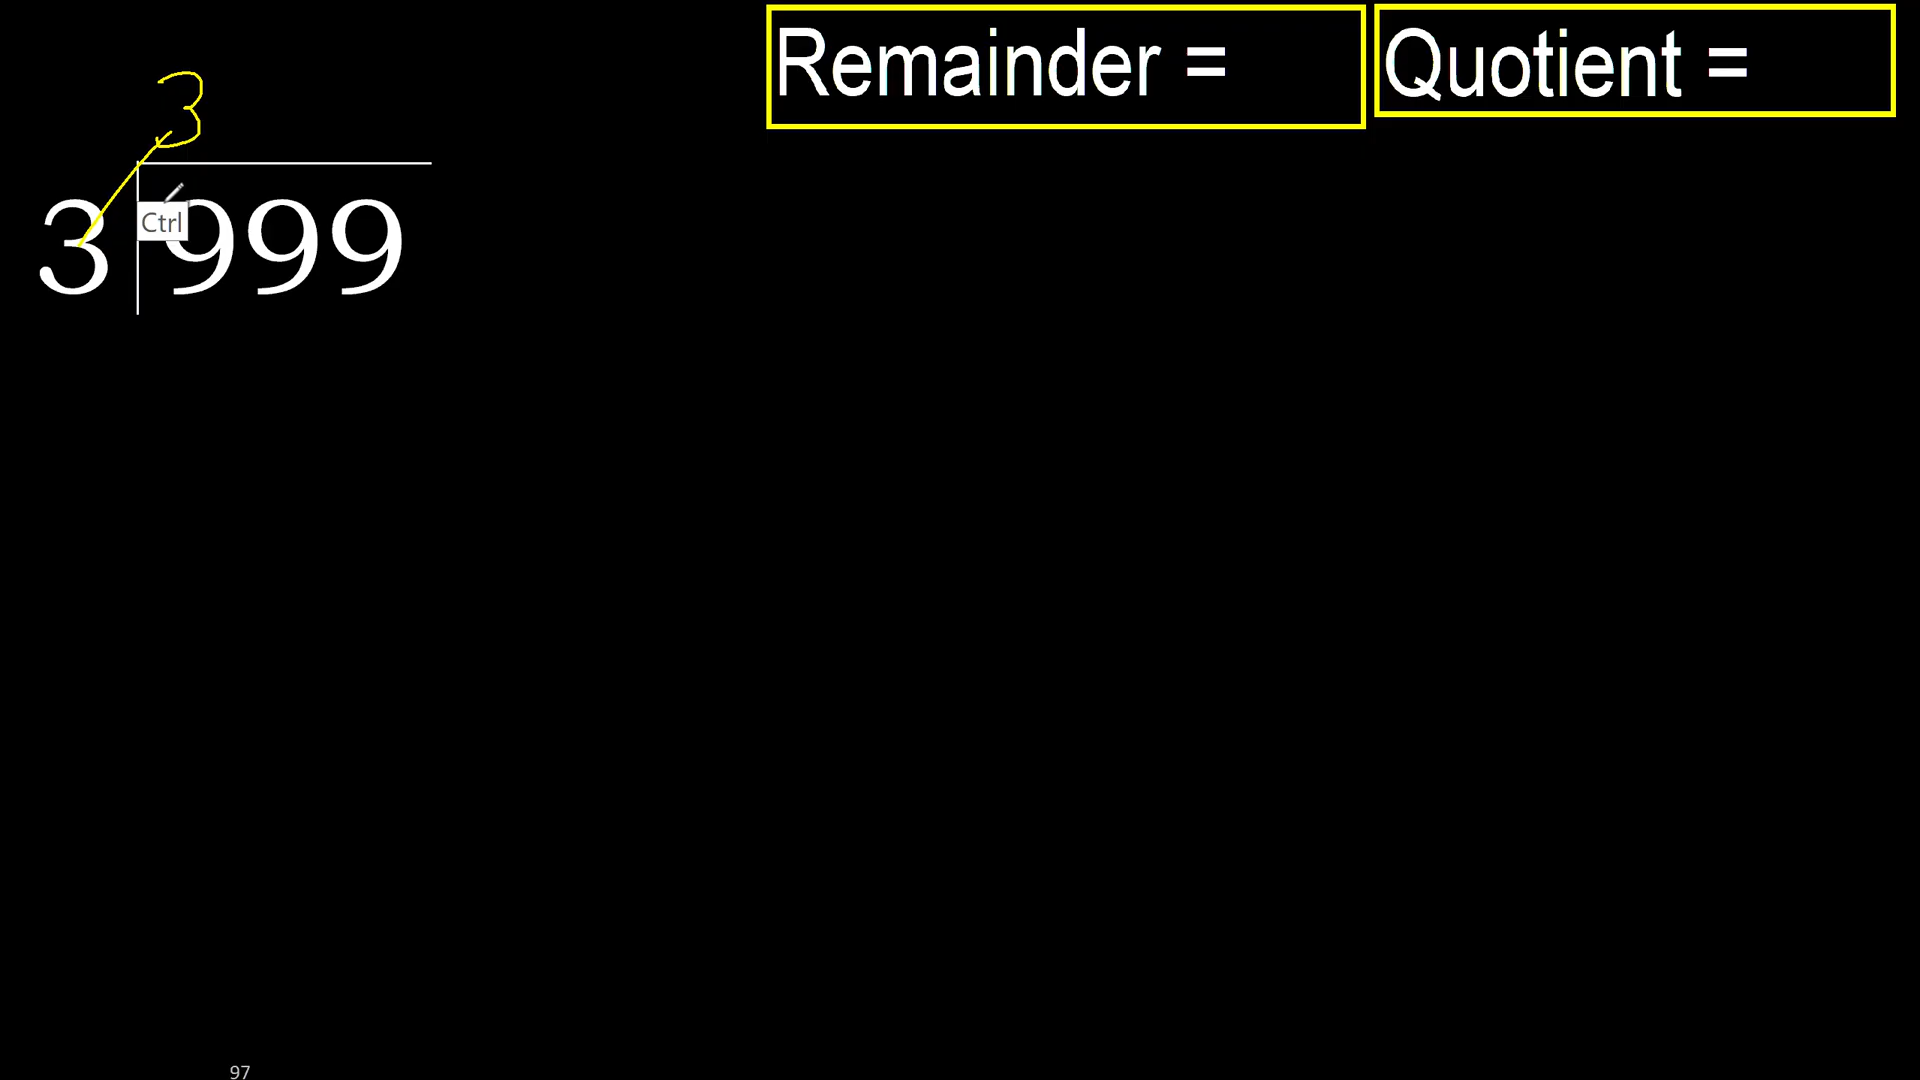 Remainder =
Quotient =
3
3 999
Ctrl
97